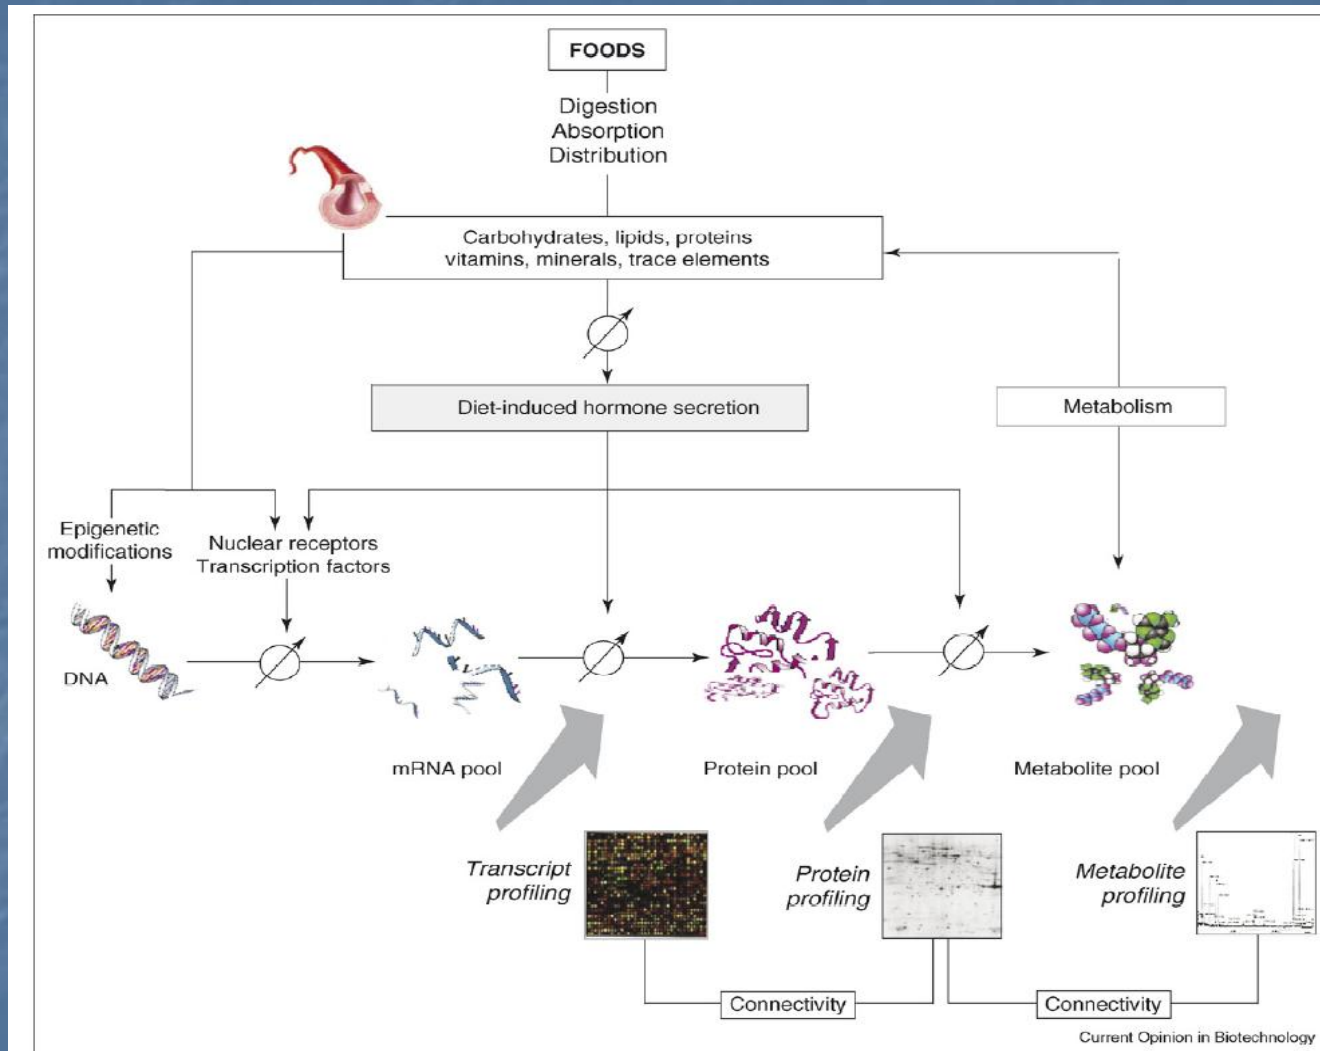 FOODS
Digestion
Absorption
Distribution
Carbohydrates, lipids, proteins
vitamins, minerals, trace elements
Diet-induced hormone secretion
Metabolism
Epigenetic
modifications
Nuclear receptors
Transcription factors
DNA
mRNA pool
Protein pool
Metabolite pool
Transcript
profiling
Protein
profiling
Metabolite
profiling
Connectivity
Connectivity
Current Opinion in Biotechnology